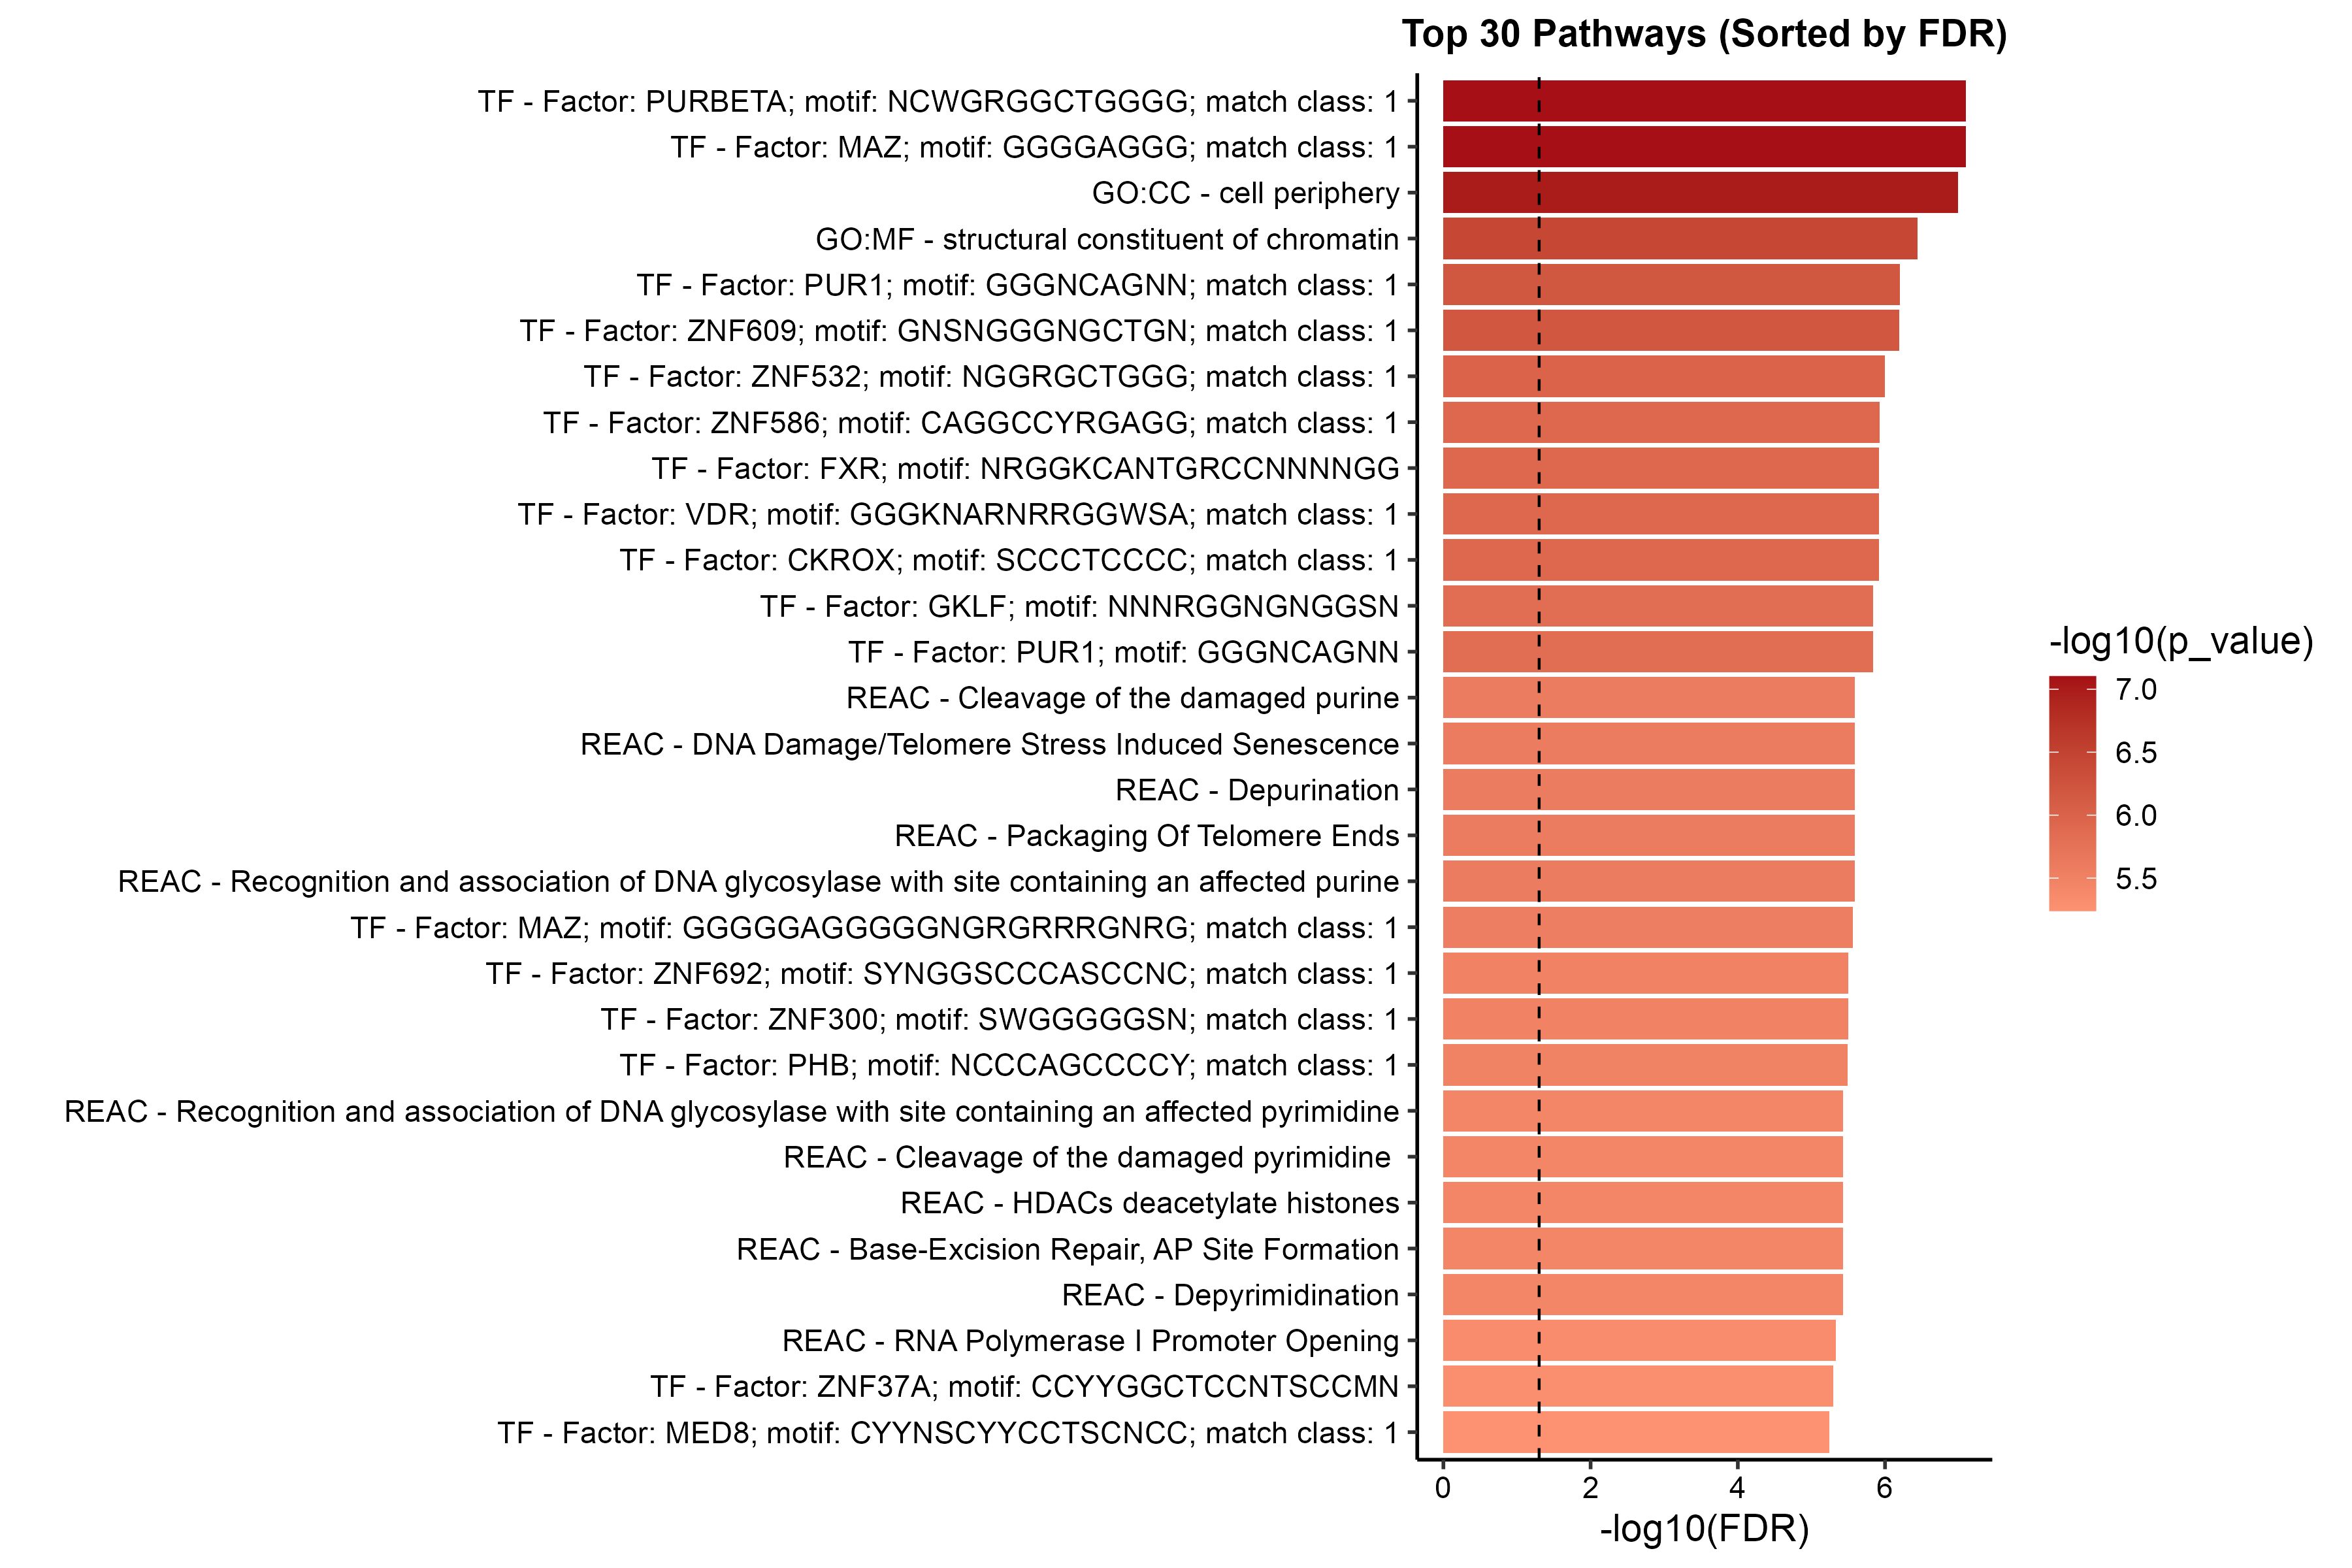 Top 30 Pathways (Sorted by FDR)
TF - Factor: PURBETA; motif: NCWGRGGCTGGGG; match class: 1
TF - Factor: MAZ; motif: GGGGAGGG; match class: 1
GO:CC - cell periphery
GO:MF - structural constituent of chromatin
TF - Factor: PUR1; motif: GGGNCAGNN; match class: 1
TF - Factor: ZNF609; motif: GNSNGGGNGCTGN; match class: 1
TF - Factor: ZNF532; motif: NGGRGCTGGG; match class: 1
TF - Factor: ZNF586; motif: CAGGCCYRGAGG; match class: 1
TF - Factor: FXR; motif: NRGGKCANTGRCCNNNNGG
TF - Factor: VDR; motif: GGGKNARNRRGGWSA; match class: 1
TF - Factor: CKROX; motif: SCCCTCCCC; match class: 1
TF - Factor: GKLF; motif: NNNRGGNGNGGSN
TF - Factor: PUR1; motif: GGGNCAGNN
REAC - Cleavage of the damaged purine
REAC - DNA Damage/Telomere Stress Induced Senescence
REAC - Depurination
REAC - Packaging Of Telomere Ends
REAC - Recognition and association of DNA glycosylase with site containing an affected purine
TF - Factor: MAZ; motif: GGGGGAGGGGGNGRGRRRGNRG; match class: 1
TF - Factor: ZNF692; motif: SYNGGSCCCASCCNC; match class: 1
TF - Factor: ZNF300; motif: SWGGGGGSN; match class: 1
TF - Factor: PHB; motif: NCCCAGCCCCY; match class: 1
REAC - Recognition and association of DNA glycosylase with site containing an affected pyrimidine
REAC - Cleavage of the damaged pyrimidine
REAC - HDACs deacetylate histones
REAC - Base-Excision Repair, AP Site Formation
REAC - Depyrimidination
REAC - RNA Polymerase I Promoter Opening
TF - Factor: ZNF37A; motif: CCYYGGCTCCNTSCCMN
TF - Factor: MED8; motif: CYYNSCYYCCTSCNCC; match class: 1
0 2 4 6
-log10(FDR)
-log10(p_value)
7.0
6.5
6.0
5.5